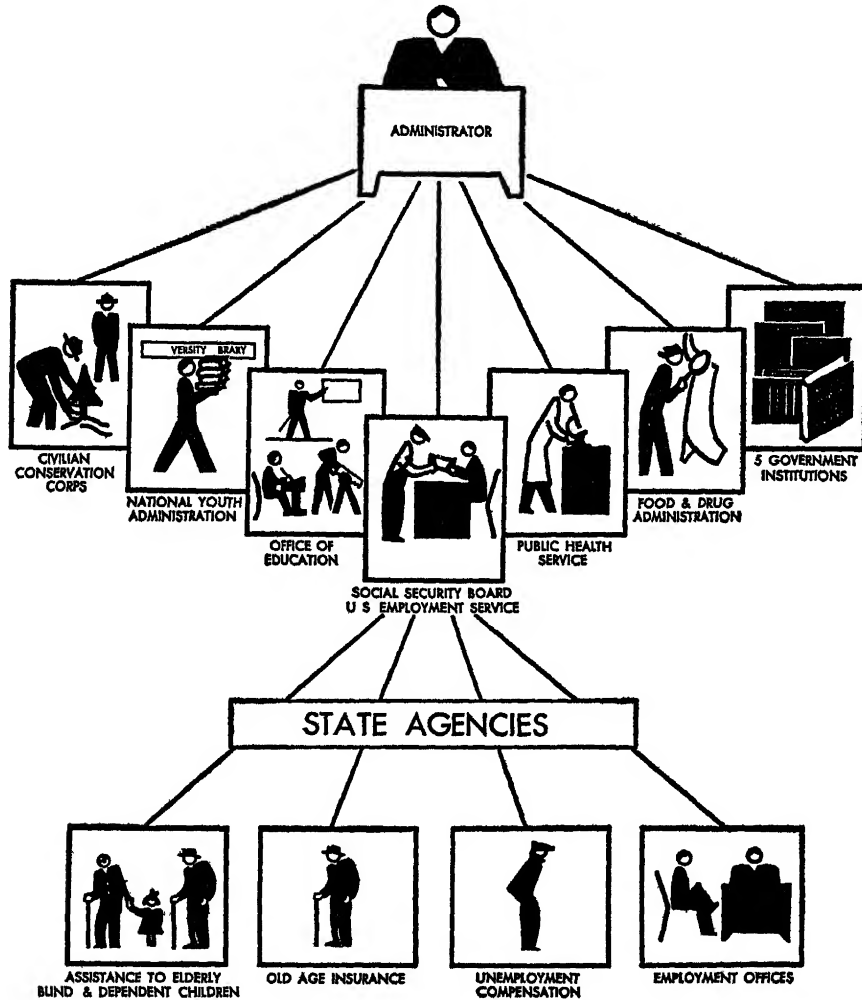 ADMINISTRATOR
CIVILIAN
CONSERVATION
CORPS
VERSITY BRARY
NATIONAL YOUTH
ADMINISTRATION
OFFICE OF
EDUCATION
SOCIAL SECURITY BOARD
U S EMPLOYMENT SERVICE
PUBLIC HEALTH
SERVICE
FOOD & DRUG
ADMINISTRATION
5 GOVERNMENT
INSTITUTIONS
STATE AGENCIES
ASSISTANCE TO ELDERLY
BLIND & DEPENDENT CHILDREN
OLD AGE INSURANCE
UNEMPLOYMENT
COMPENSATION
EMPLOYMENT OFFICES